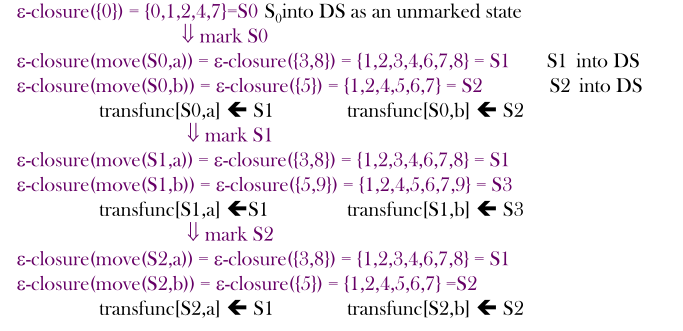 ε-closure({0}) = {0,1,2,4,7}=S0 S₀into DS as an unmarked state
⇓ mark S0
ε-closure(move(S0,a)) = ε-closure({3,8}) = {1,2,3,4,6,7,8} = S1 S1 into DS
ε-closure(move(S0,b)) = ε-closure({5}) = {1,2,4,5,6,7} = S2 S2 into DS
transfunc[S0,a] 🡸 S1 transfunc[S0,b] 🡸 S2
⇓ mark S1
ε-closure(move(S1,a)) = ε-closure({3,8}) = {1,2,3,4,6,7,8} = S1
ε-closure(move(S1,b)) = ε-closure({5,9}) = {1,2,4,5,6,7,9} = S3
transfunc[S1,a] 🡸S1 transfunc[S1,b] 🡸 S3
⇓ mark S2
ε-closure(move(S2,a)) = ε-closure({3,8}) = {1,2,3,4,6,7,8} = S1
ε-closure(move(S2,b)) = ε-closure({5}) = {1,2,4,5,6,7} =S2
transfunc[S2,a] 🡸 S1 transfunc[S2,b] 🡸 S2